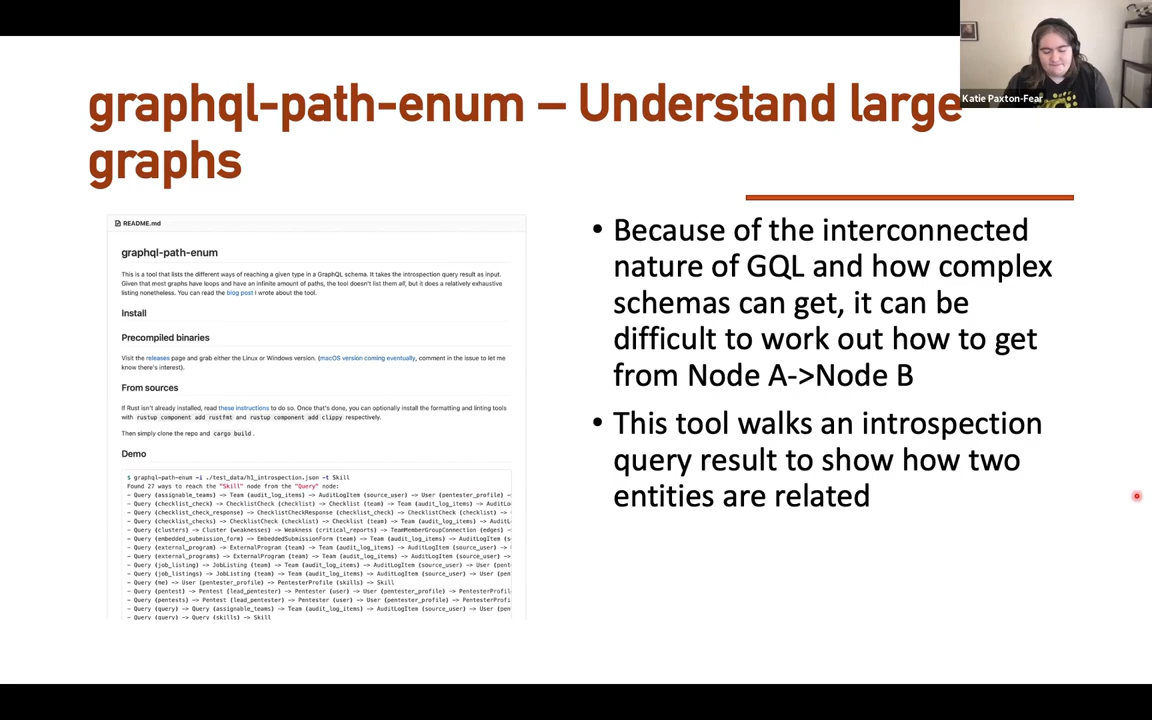 Katie Paxton-Fear
graphql-path-enum – Understand large
graphs
README.md
graphql-path-enum
This is a tool that lists the different ways of reaching a given type in a GraphQL schema. It takes the introspection query result as input.
Given that most graphs have loops and have an infinite amount of paths, the tool doesn't list them all, but it does a relatively exhaustive
listing nonetheless. You can read the blog post I wrote about the tool.
Install
Precompiled binaries
Visit the releases page and grab either the Linux or Windows version. (macOS version coming eventually, comment in the issue to let me
know there's interest).
From sources
If Rust isn't already installed, read these instructions to do so. Once that's done, you can optionally install the formatting and linting tools
with rustup component add rustfmt and rustup component add clippy respectively.
Then simply clone the repo and cargo build .
Demo
$ graphql-path-enum -i ./test_data/h1_introspection.json -t Skill
Found 27 ways to reach the "Skill" node from the "Query" node:
- Query (assignable_teams) -> Team (audit_log_items) -> AuditLogItem (source_user) -> User (pentester_profile) -
- Query (checklist_check) -> ChecklistCheck (checklist) -> Checklist (team) -> Team (audit_log_items) -> AuditL
- Query (checklist_check_response) -> ChecklistCheckResponse (checklist_check) -> ChecklistCheck (checklist) ->
- Query (checklist_checks) -> ChecklistCheck (checklist) -> Checklist (team) -> Team (audit_log_items) -> Audit
- Query (clusters) -> Cluster (weaknesses) -> Weakness (critical_reports) -> TeamMemberGroupConnection (edges) -
- Query (embedded_submission_form) -> EmbeddedSubmissionForm (team) -> Team (audit_log_items) -> AuditLogItem (s
- Query (external_program) -> ExternalProgram (team) -> Team (audit_log_items) -> AuditLogItem (source_user) ->
- Query (external_programs) -> ExternalProgram (team) -> Team (audit_log_items) -> AuditLogItem (source_user) -
- Query (job_listing) -> JobListing (team) -> Team (audit_log_items) -> AuditLogItem (source_user) -> User (pent
- Query (job_listings) -> JobListing (team) -> Team (audit_log_items) -> AuditLogItem (source_user) -> User (pen
- Query (me) -> User (pentester_profile) -> PentesterProfile (skills) -> Skill
- Query (pentest) -> Pentest (lead_pentester) -> Pentester (user) -> User (pentester_profile) -> PentesterProfil
- Query (pentests) -> Pentest (lead_pentester) -> Pentester (user) -> User (pentester_profile) -> PentesterProfi
- Query (query) -> Query (assignable_teams) -> Team (audit_log_items) -> AuditLogItem (source_user) -> User (pen
- Query (query) -> Query (skills) -> Skill
• Because of the interconnected
nature of GQL and how complex
schemas can get, it can be
difficult to work out how to get
from Node A->Node B
• This tool walks an introspection
query result to show how two
entities are related